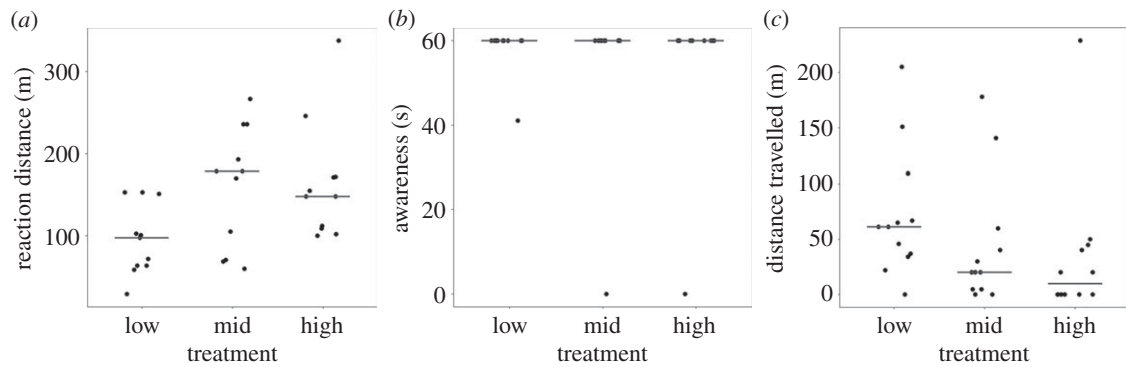 (a)
reaction distance (m)
300
200
100
low mid high
treatment
(b)
awareness (s)
60
40
20
0
low mid high
treatment
(c)
distance travelled (m)
200
150
100
50
0
low mid high
treatment